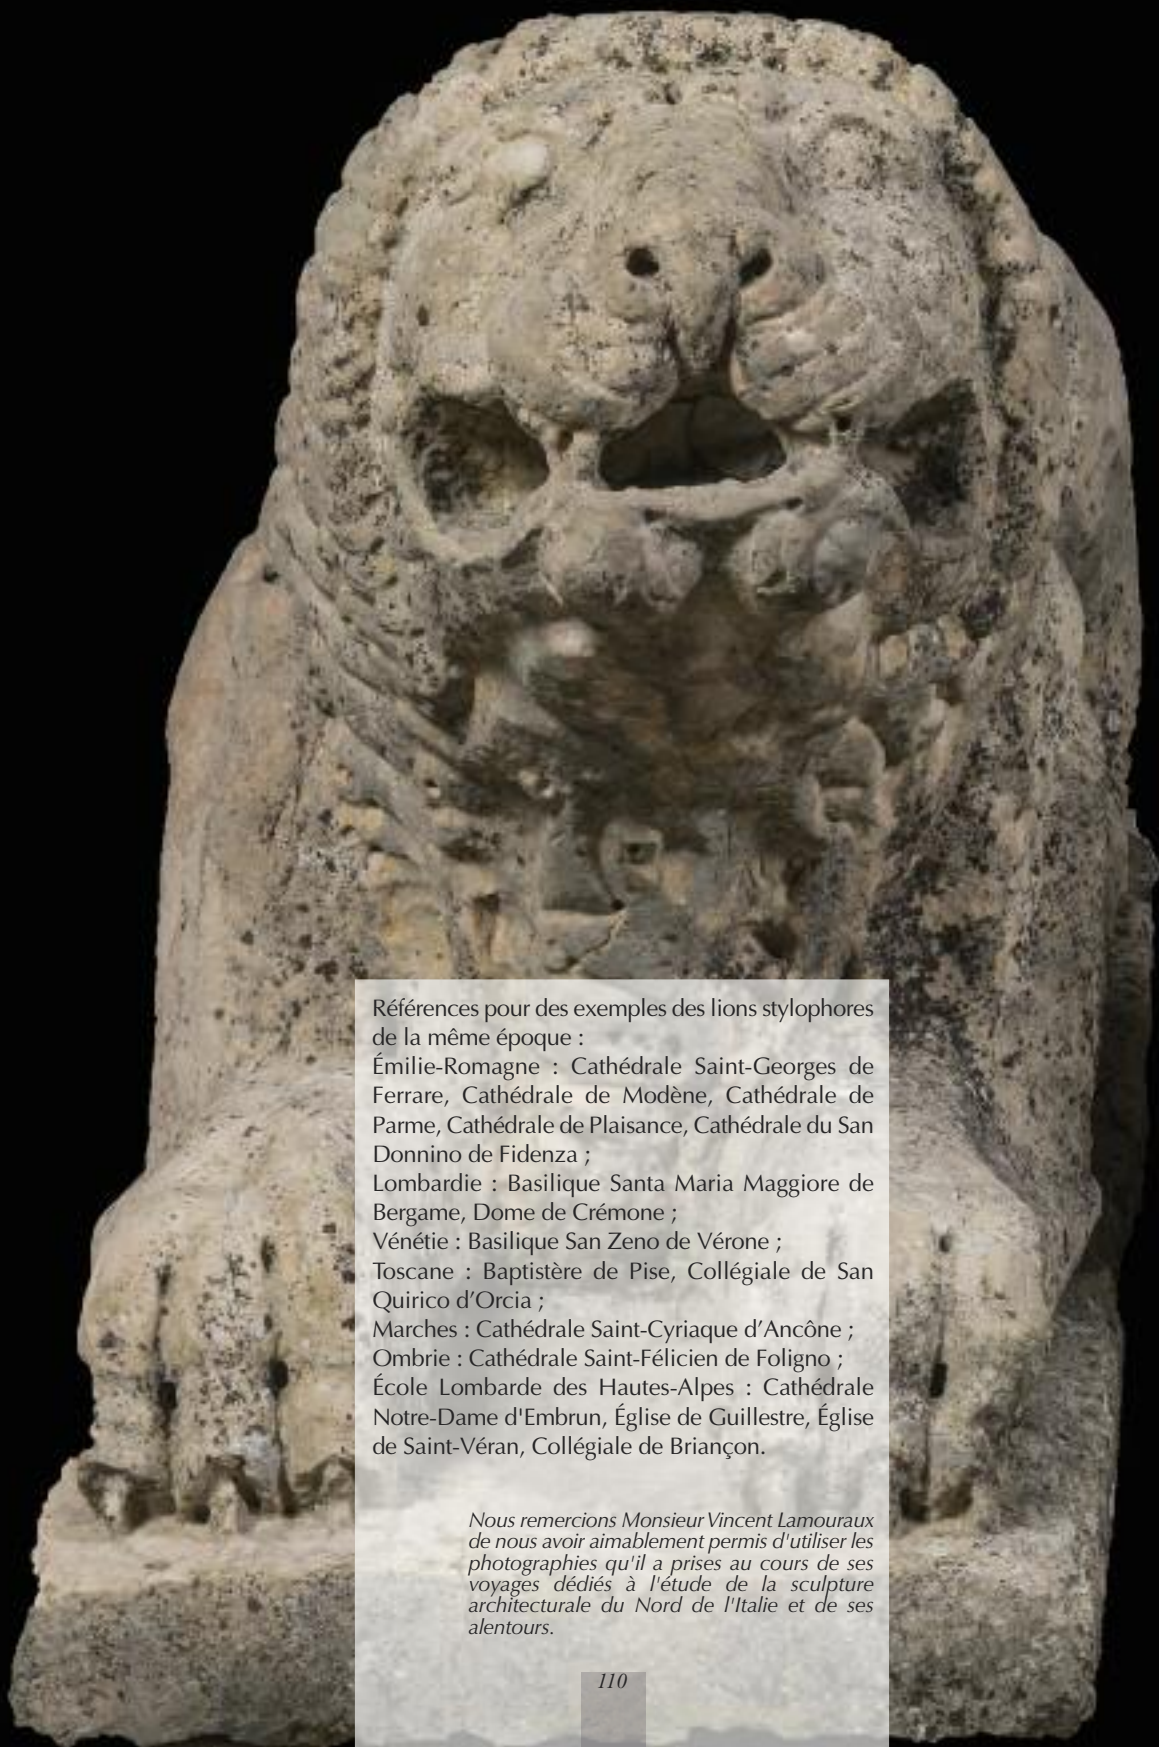 Références pour des exemples des lions stylophores
de la même époque :
Émilie-Romagne : Cathédrale Saint-Georges de
Ferrare, Cathédrale de Modène, Cathédrale de
Parme, Cathédrale de Plaisance, Cathédrale du San
Donnino de Fidenza ;
Lombardie : Basilique Santa Maria Maggiore de
Bergame, Dome de Crémone ;
Vénétie : Basilique San Zeno de Vérone ;
Toscane : Baptistère de Pise, Collégiale de San
Quirico d’Orcia ;
Marches : Cathédrale Saint-Cyriaque d’Ancône ;
Ombrie : Cathédrale Saint-Félicien de Foligno ;
École Lombarde des Hautes-Alpes : Cathédrale
Notre-Dame d'Embrun, Église de Guillestre, Église
de Saint-Véran, Collégiale de Briançon.
Nous remercions Monsieur Vincent Lamouraux
de nous avoir aimablement permis d'utiliser les
photographies qu'il a prises au cours de ses
voyages dédiés à l'étude de la sculpture
architecturale du Nord de l'Italie et de ses
alentours.
110